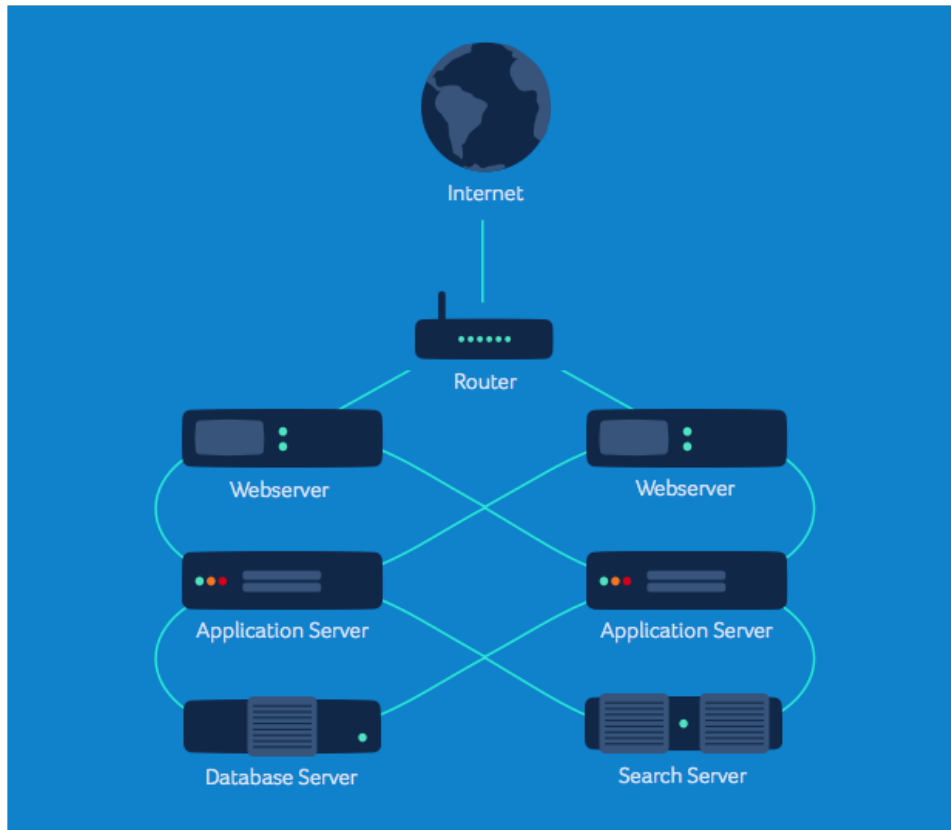 Internet
Router
Webserver
Webserver
Application Server
Application Server
Database Server
Search Server